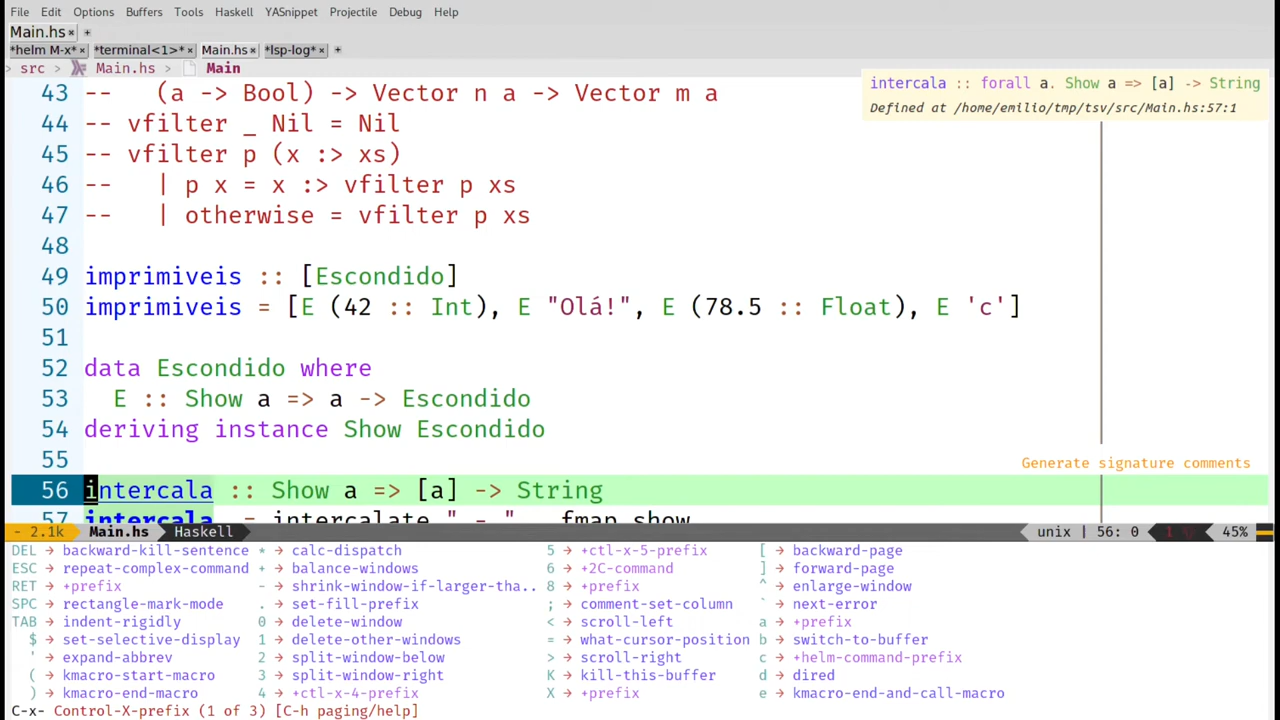 File Edit Options Buffers Tools Haskell YASnippet Projectile Debug Help
Main.hs × +
*helm M-x* × *terminal<1>* × Main.hs × *lsp-log* × +
> src > Main.hs > Main
intercala :: forall a. Show a => [a] -> String
Defined at /home/emilio/tmp/tsv/src/Main.hs:57:1
43 -- (a -> Bool) -> Vector n a -> Vector m a
44 -- vfilter _ Nil = Nil
45 -- vfilter p (x :> xs)
46 -- | p x = x :> vfilter p xs
47 -- | otherwise = vfilter p xs
48
49 imprimiveis :: [Escondido]
50 imprimiveis = [E (42 :: Int), E "Olá!", E (78.5 :: Float), E 'c']
51
52 data Escondido where
53 E :: Show a => a -> Escondido
54 deriving instance Show Escondido
55
Generate signature comments
56 intercala :: Show a => [a] -> String
57 intercala = intercalate " - " . fmap show
- 2.1k Main.hs Haskell unix | 56: 0 1 45%
DEL → backward-kill-sentence * → calc-dispatch 5 → +ctl-x-5-prefix [ → backward-page
ESC → repeat-complex-command + → balance-windows 6 → +2C-command ] → forward-page
RET → +prefix - → shrink-window-if-larger-tha.. 8 → +prefix ^ → enlarge-window
SPC → rectangle-mark-mode . → set-fill-prefix ; → comment-set-column ` → next-error
TAB → indent-rigidly 0 → delete-window < → scroll-left a → +prefix
$ → set-selective-display 1 → delete-other-windows = → what-cursor-position b → switch-to-buffer
' → expand-abbrev 2 → split-window-below > → scroll-right c → +helm-command-prefix
( → kmacro-start-macro 3 → split-window-right K → kill-this-buffer d → dired
) → kmacro-end-macro 4 → +ctl-x-4-prefix X → +prefix e → kmacro-end-and-call-macro
C-x- Control-X-prefix (1 of 3) [C-h paging/help]